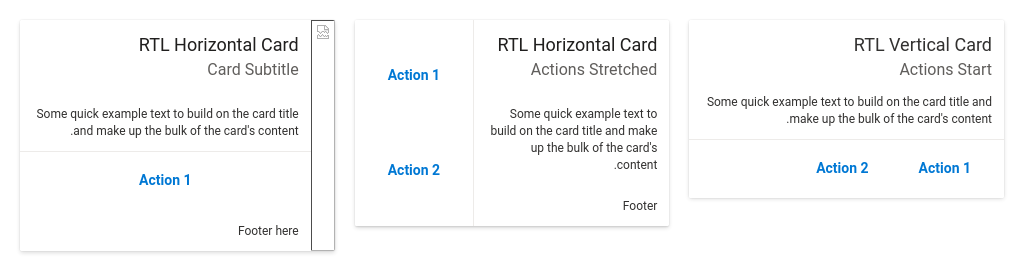 RTL Horizontal Card
Card Subtitle
Some quick example text to build on the card title
.and make up the bulk of the card's content
Action 1
Footer here
RTL Horizontal Card
Actions Stretched
Some quick example text to
build on the card title and make
up the bulk of the card's
.content
Footer
Action 1
Action 2
RTL Vertical Card
Actions Start
Some quick example text to build on the card title and
.make up the bulk of the card's content
Action 2 Action 1